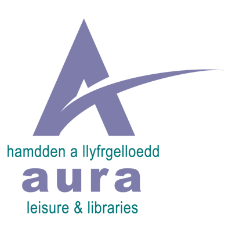 hamdden a llyfrgelloedd
aura
leisure & libraries